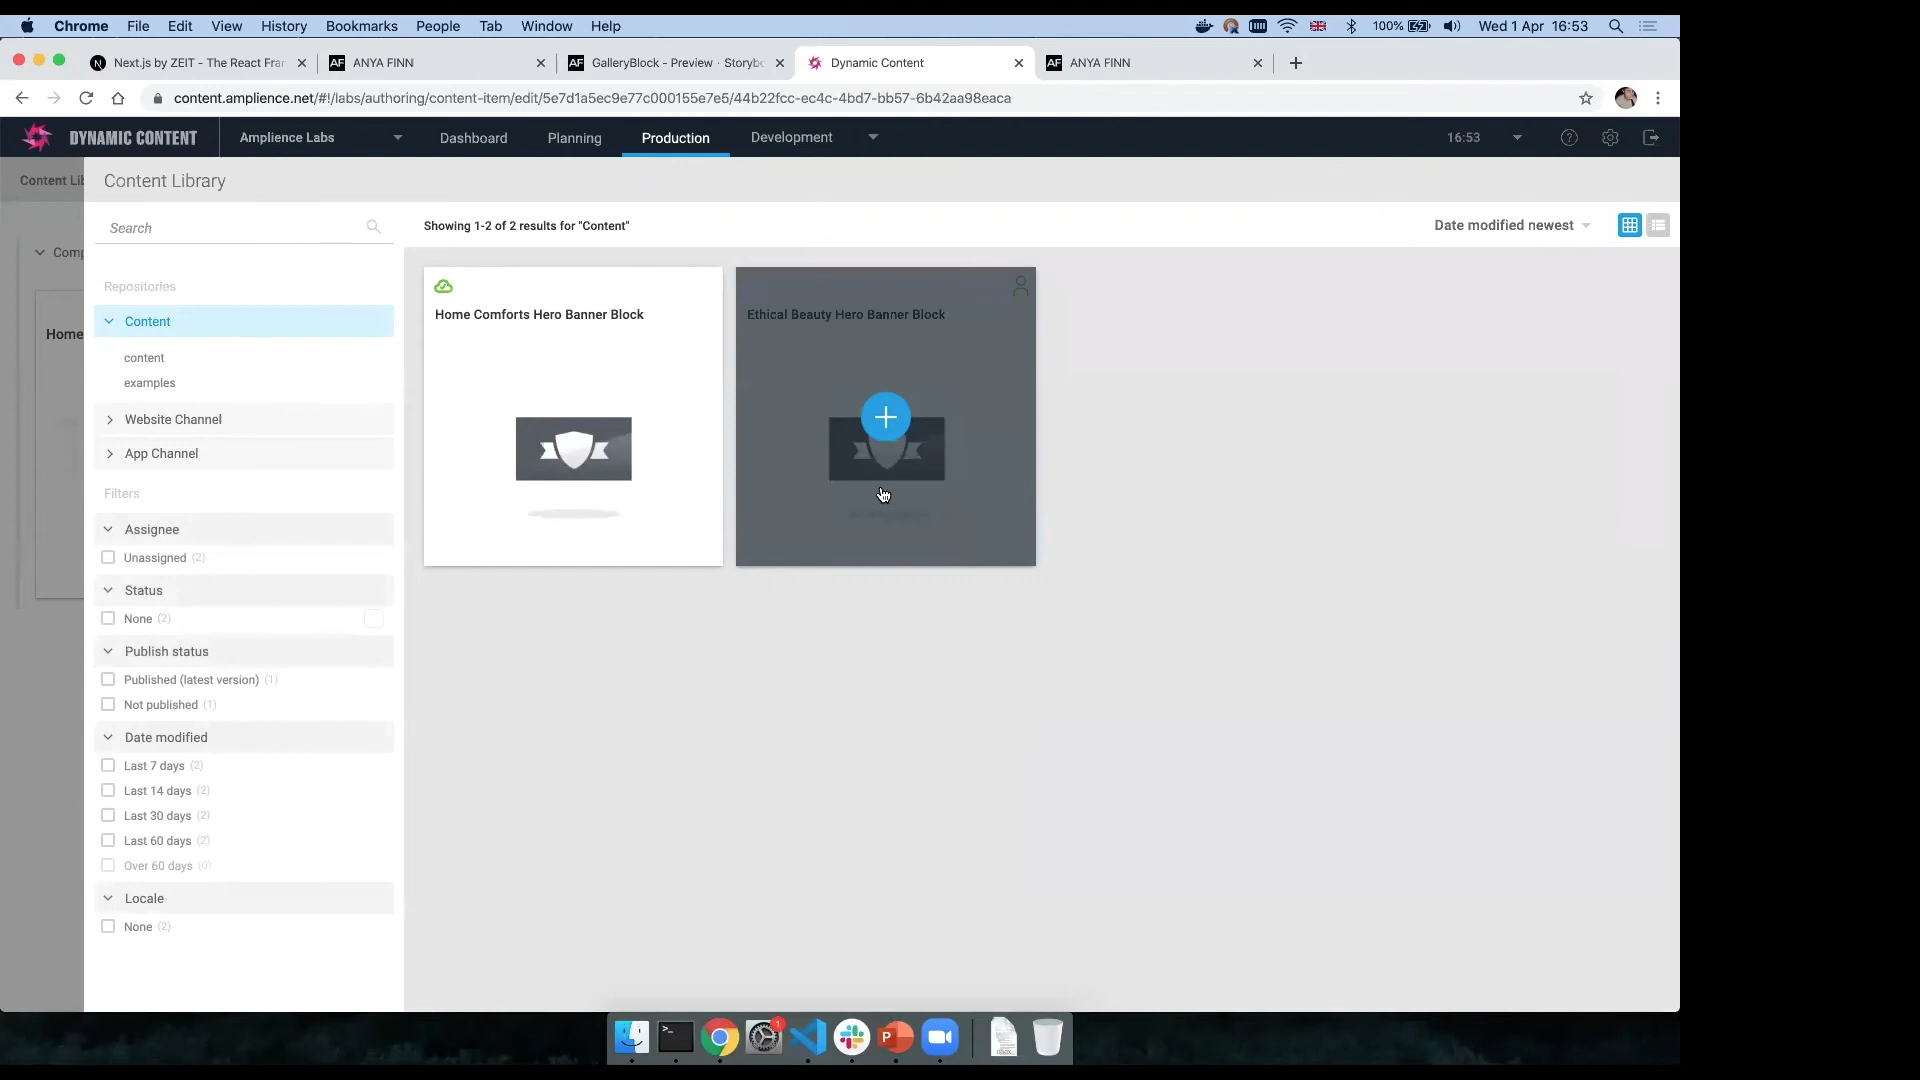 Chrome File Edit View History Bookmarks People Tab Window Help 100% Wed 1 Apr 16:53
Next.js by ZEIT - The React Fra
AF ANYA FINN
AF GalleryBlock - Preview · Storybo
Dynamic Content
AF ANYA FINN
content.amplience.net/#!/labs/authoring/content-item/edit/5e7d1a5ec9e77c000155e7e5/44b22fcc-ec4c-4bd7-bb57-6b42aa98eaca
DYNAMIC CONTENT Amplience Labs Dashboard Planning Production Development 16:53
Content Lib
Content Library
Search
Showing 1-2 of 2 results for "Content"
Date modified newest
Comp
Home
Repositories
Content
content
examples
Website Channel
App Channel
Filters
Assignee
Unassigned (2)
Status
None (2)
Publish status
Published (latest version) (1)
Not published (1)
Date modified
Last 7 days (2)
Last 14 days (2)
Last 30 days (2)
Last 60 days (2)
Over 60 days (0)
Locale
None (2)
Home Comforts Hero Banner Block
Ethical Beauty Hero Banner Block
1